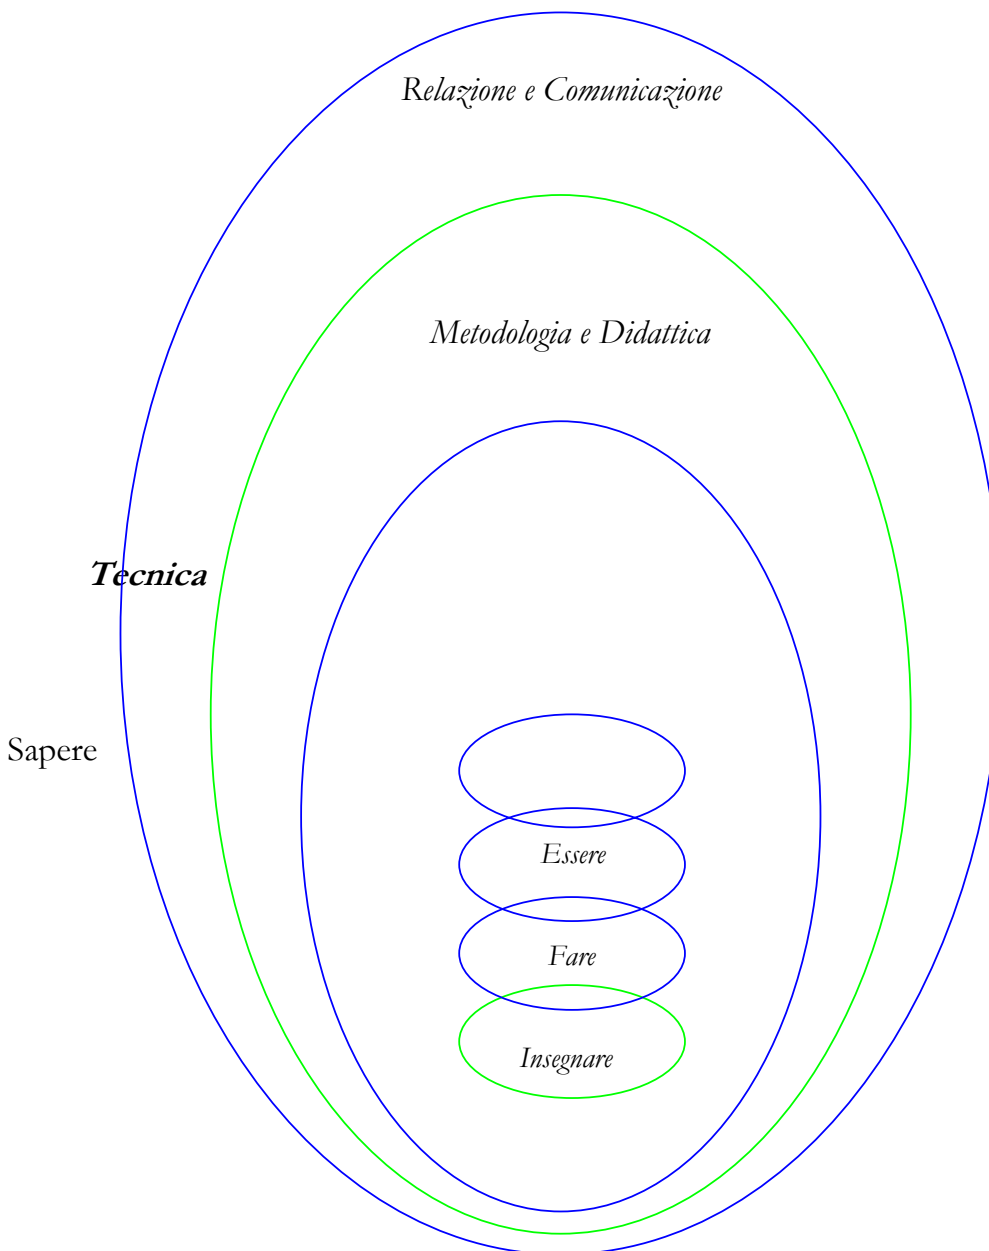 Relazione e Comunicazione
Metodologia e Didattica
Tecnica
Sapere
Essere
Fare
Insegnare